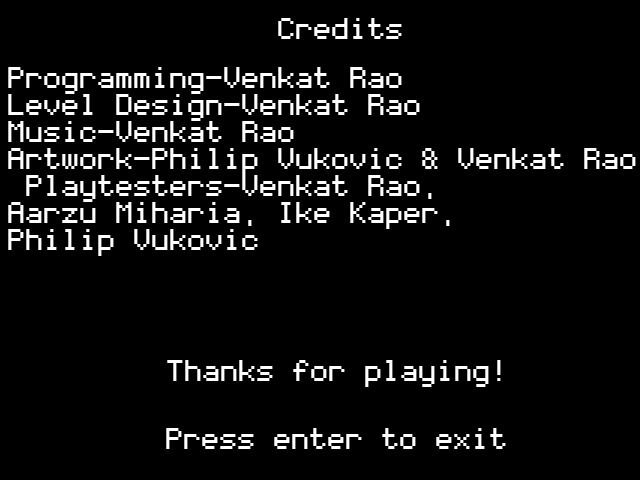 Credits
Programming-Venkat Rao
Level Design-Venkat Rao
Music-Venkat Rao
Artwork-Philip Vukovic & Venkat Rao
Playtesters-Venkat Rao,
Aarzu Miharia, Ike Kaper,
Philip Vukovic
Thanks for playing!
Press enter to exit